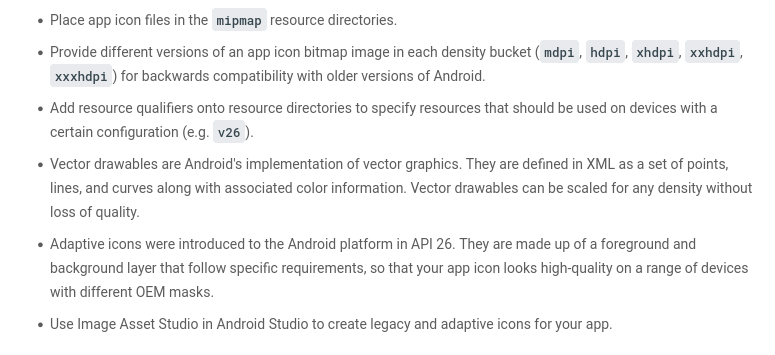 • Place app icon files in the mipmap resource directories.
• Provide different versions of an app icon bitmap image in each density bucket ( mdpi , hdpi , xhdpi , xxhdpi ,
xxxhdpi ) for backwards compatibility with older versions of Android.
• Add resource qualifiers onto resource directories to specify resources that should be used on devices with a
certain configuration (e.g. v26 ).
• Vector drawables are Android's implementation of vector graphics. They are defined in XML as a set of points,
lines, and curves along with associated color information. Vector drawables can be scaled for any density without
loss of quality.
• Adaptive icons were introduced to the Android platform in API 26. They are made up of a foreground and
background layer that follow specific requirements, so that your app icon looks high-quality on a range of devices
with different OEM masks.
• Use Image Asset Studio in Android Studio to create legacy and adaptive icons for your app.